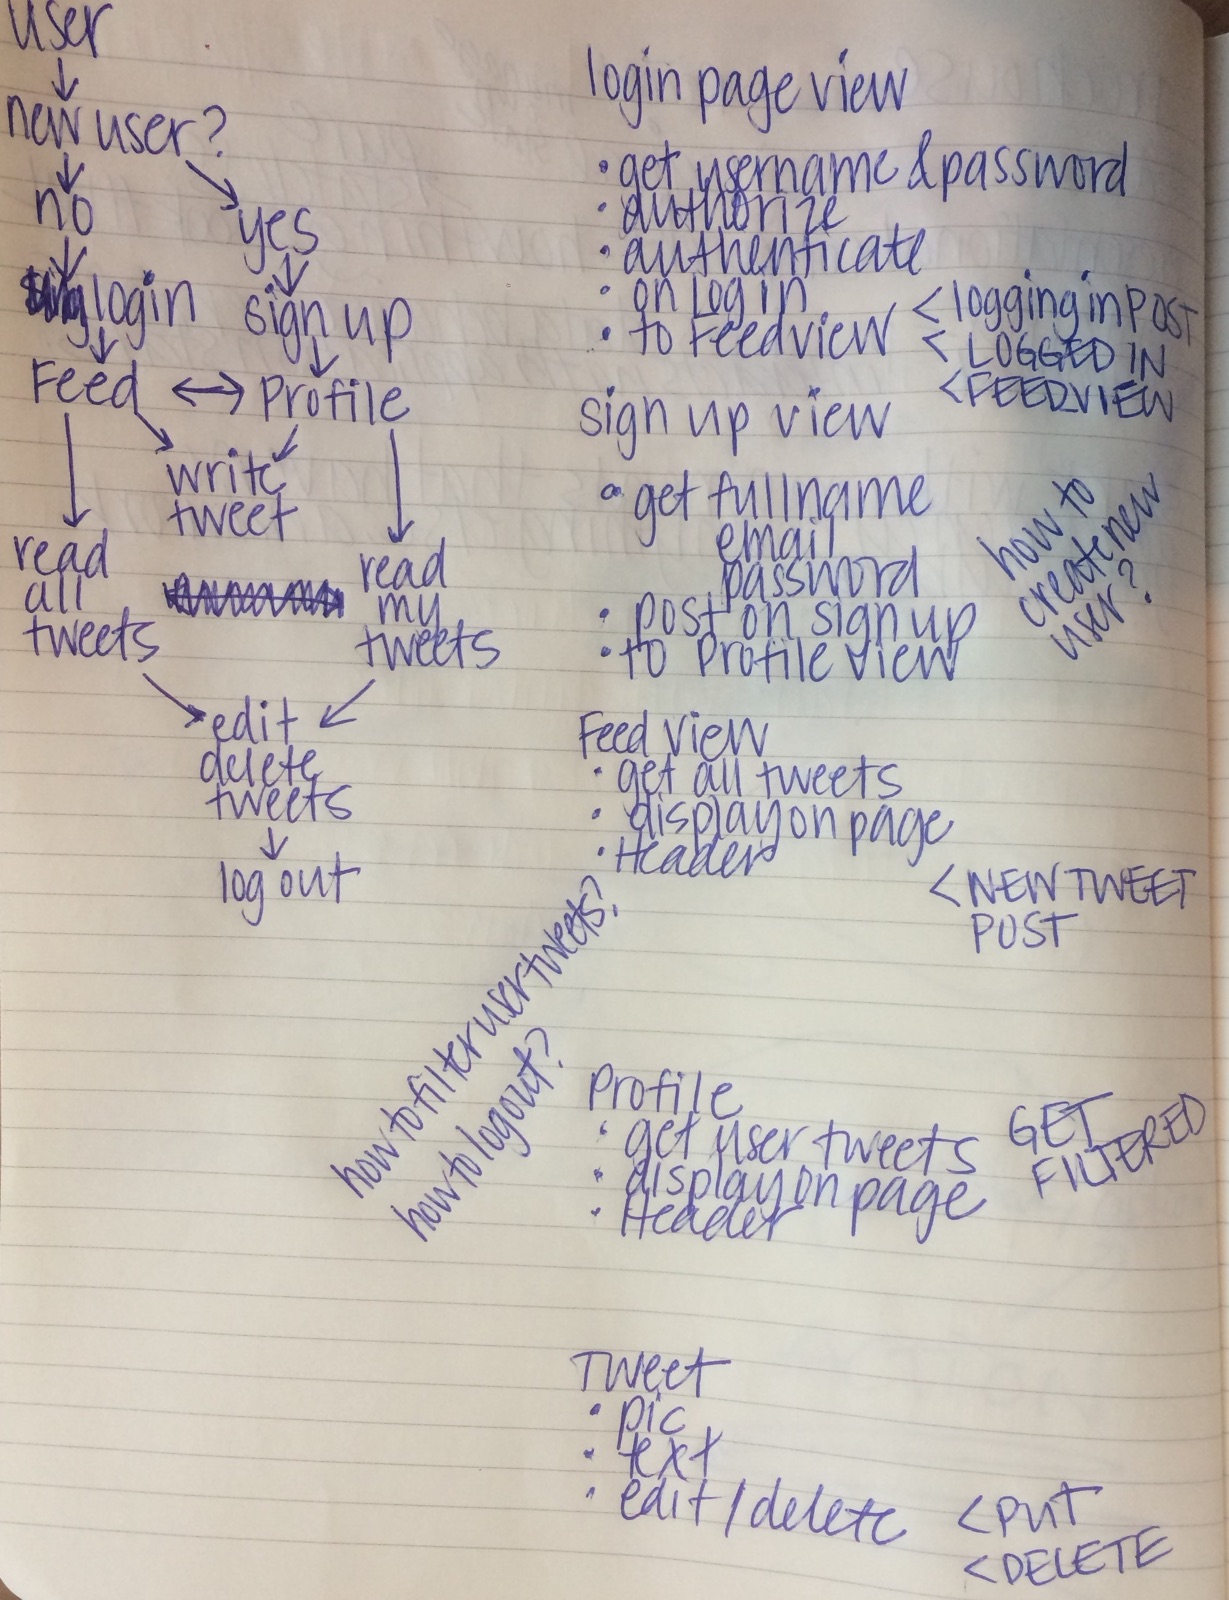 user
new user?
no
yes
login
sign up
Feed
Profile
write
tweet
read
all
tweets
read
my
tweets
edit
delete
tweets
log out
login page view
• get username & password
• authorize
• authenticate
• on log in
• to Feedview
< logging in POST
< LOGGED IN
< FEEDVIEW
sign up view
• get fullname
email
password
• post on sign up
• to Profile view
how to
create new
user?
Feed view
• get all tweets
• display on page
• Header
< NEW TWEET
POST
how to filter user tweets?
how to logout?
Profile
• get user tweets
• display on page
• Header
GET
FILTERED
Tweet
• pic
• text
• edit/delete
< PUT
< DELETE